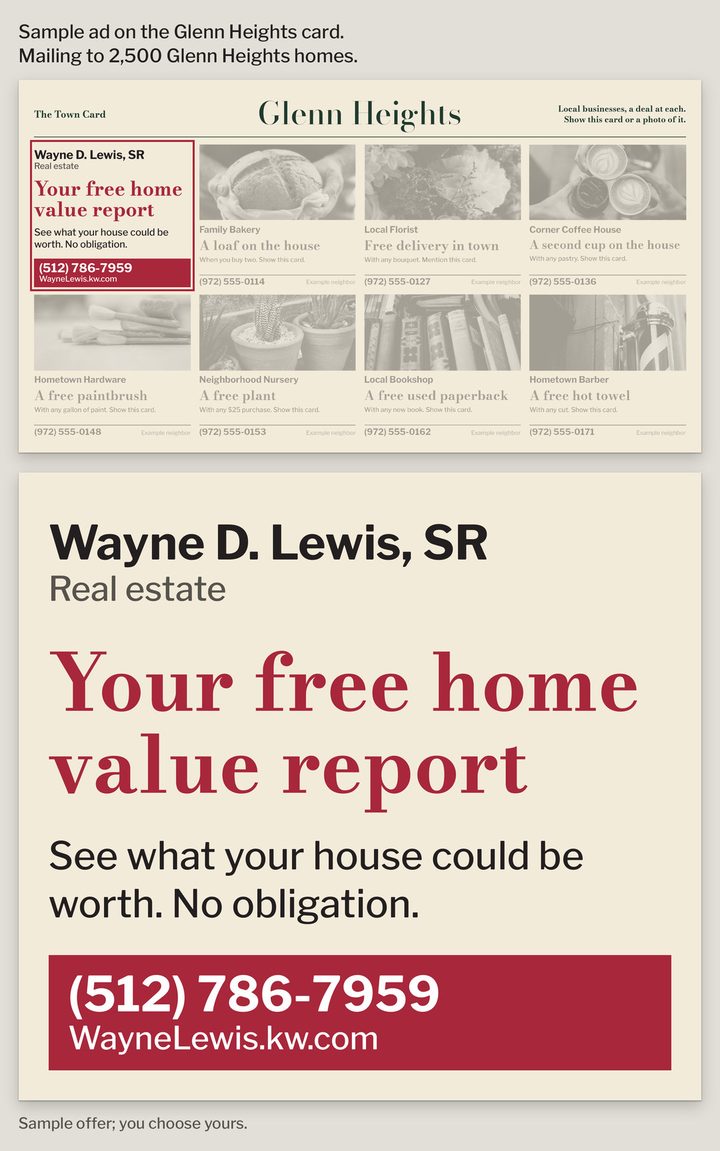 Sample ad on the Glenn Heights card.
Mailing to 2,500 Glenn Heights homes.
The Town Card
Glenn Heights
Local businesses, a deal at each.
Show this card or a photo of it.
Wayne D. Lewis, SR
Real estate
Your free home
value report
See what your house could be
worth. No obligation.
(512) 786-7959
WayneLewis.kw.com
Family Bakery
A loaf on the house
When you buy two. Show this card.
(972) 555-0114
Example neighbor
Local Florist
Free delivery in town
With any bouquet. Mention this card.
(972) 555-0127
Example neighbor
Corner Coffee House
A second cup on the house
With any pastry. Show this card.
(972) 555-0136
Example neighbor
Hometown Hardware
A free paintbrush
With any gallon of paint. Show this card.
(972) 555-0148
Example neighbor
Neighborhood Nursery
A free plant
With any $25 purchase. Show this card.
(972) 555-0153
Example neighbor
Local Bookshop
A free used paperback
With any new book. Show this card.
(972) 555-0162
Example neighbor
Hometown Barber
A free hot towel
With any cut. Show this card.
(972) 555-0171
Example neighbor
Wayne D. Lewis, SR
Real estate
Your free home
value report
See what your house could be
worth. No obligation.
(512) 786-7959
WayneLewis.kw.com
Sample offer; you choose yours.